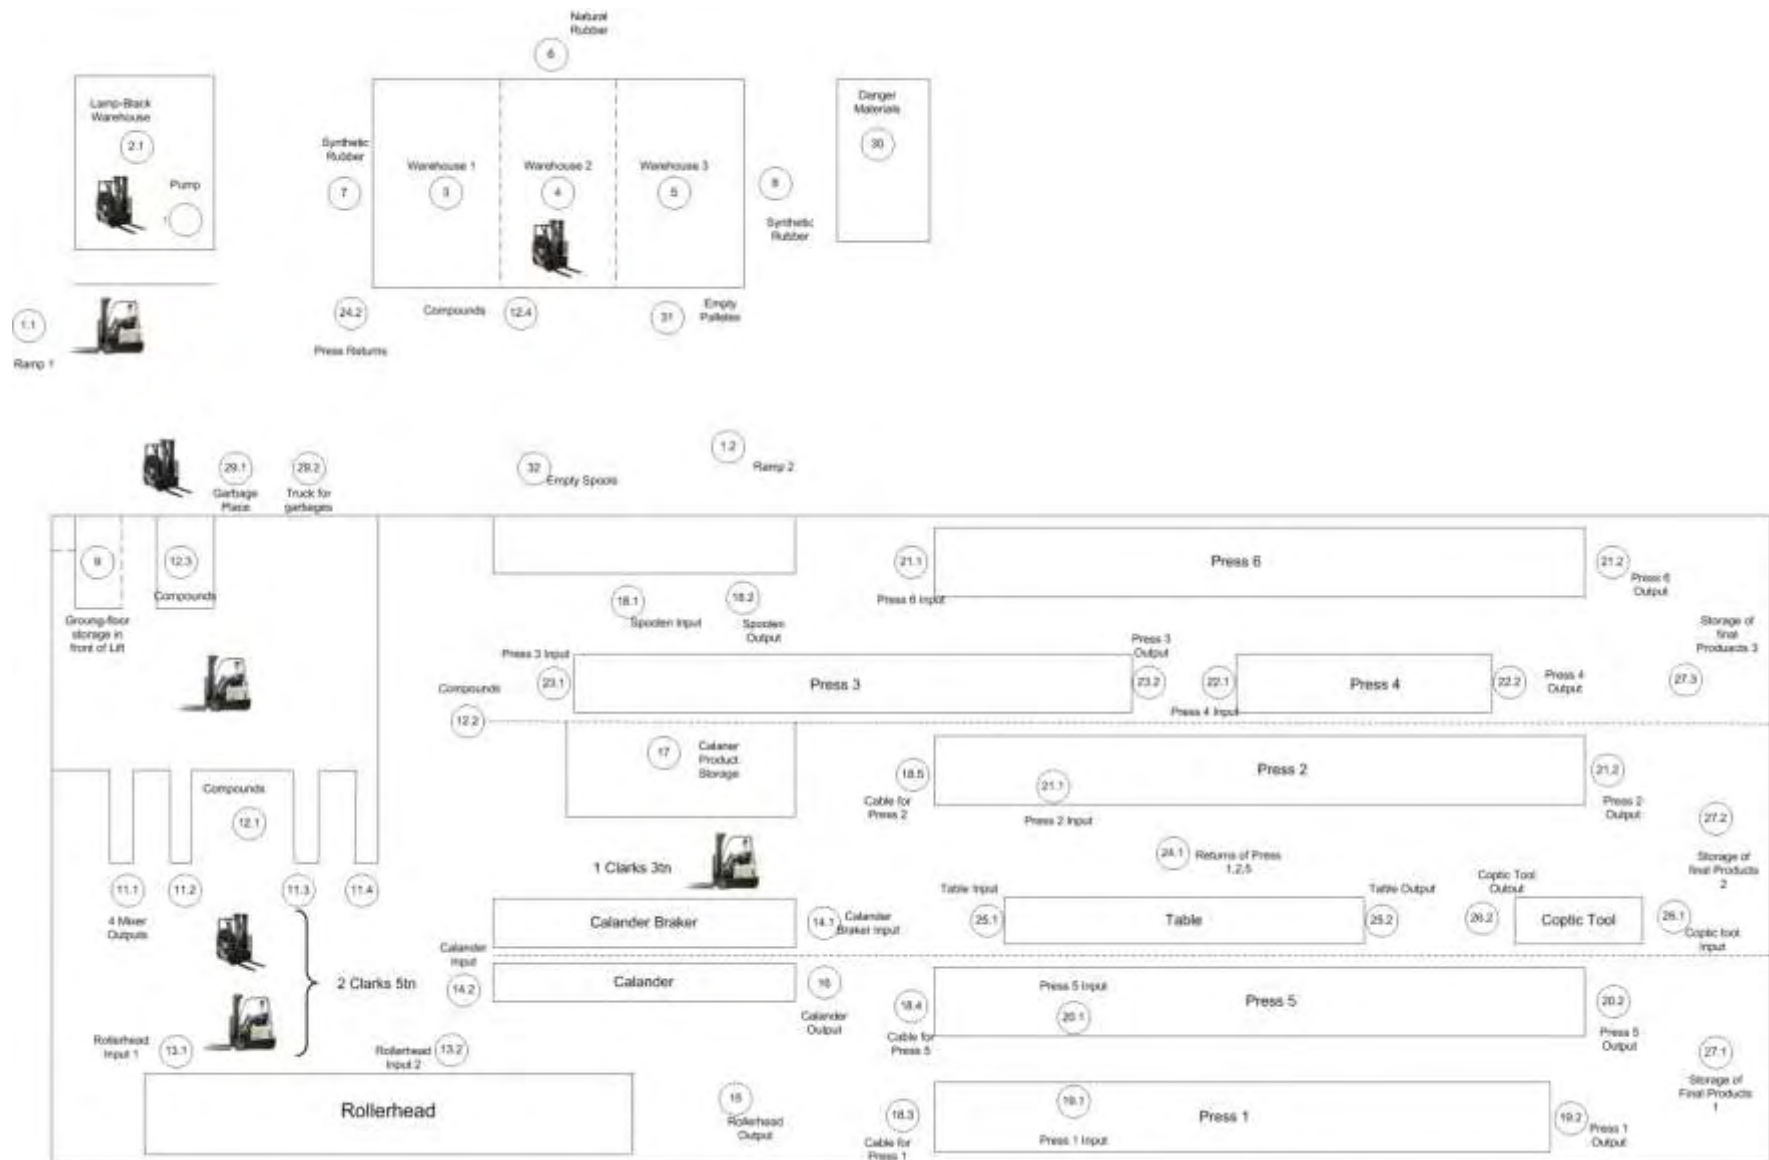 Natural
Rubber
6
Lamp-Black
Warehouse
2.1
Pump
1
Synthetic
Rubber
7
Warehouse 1
3
Warehouse 2
4
Warehouse 3
5
8
Synthetic
Rubber
Danger
Materials
30
1.1
Ramp 1
24.2
Press Returns
Compounds
12.4
31
Empty
Palletes
29.1
Garbage
Place
29.2
Truck for
garbages
32
Empty Spools
1.2
Ramp 2
9
Groung-floor
storage in
front of Lift
12.3
Compounds
18.1
Spoolen Input
18.2
Spoolen
Output
21.1
Press 6 Input
Press 6
21.2
Press 6
Output
Press 3 Input
23.1
Press 3
Press 3
Output
23.2
22.1
Press 4 Input
Press 4
22.2
Press 4
Output
Storage of
final
Produacts 3
27.3
Compounds
12.2
17
Calaner
Product
Storage
18.5
Cable for
Press 2
21.1
Press 2 Input
Press 2
21.2
Press 2
Output
27.2
Storage of
final Products
2
Compounds
12.1
11.1
11.2
11.3
11.4
4 Mixer
Outputs
1 Clarks 3tn
24.1
Returns of Press
1,2,5
Calander Braker
14.1
Calander
Braker Input
Table Input
25.1
Table
Table Output
25.2
Coptic Tool
Output
26.2
Coptic Tool
26.1
Coptic tool
Input
2 Clarks 5tn
Calander
Input
14.2
Calander
16
Calander
Output
18.4
Cable for
Press 5
Press 5 Input
20.1
Press 5
20.2
Press 5
Output
Rollerhead
Input 1
13.1
Rollerhead
Input 2
13.2
Rollerhead
15
Rollerhead
Output
18.3
Cable for
Press 1
19.1
Press 1 Input
Press 1
19.2
Press 1
Output
27.1
Storage of
Final Products
1